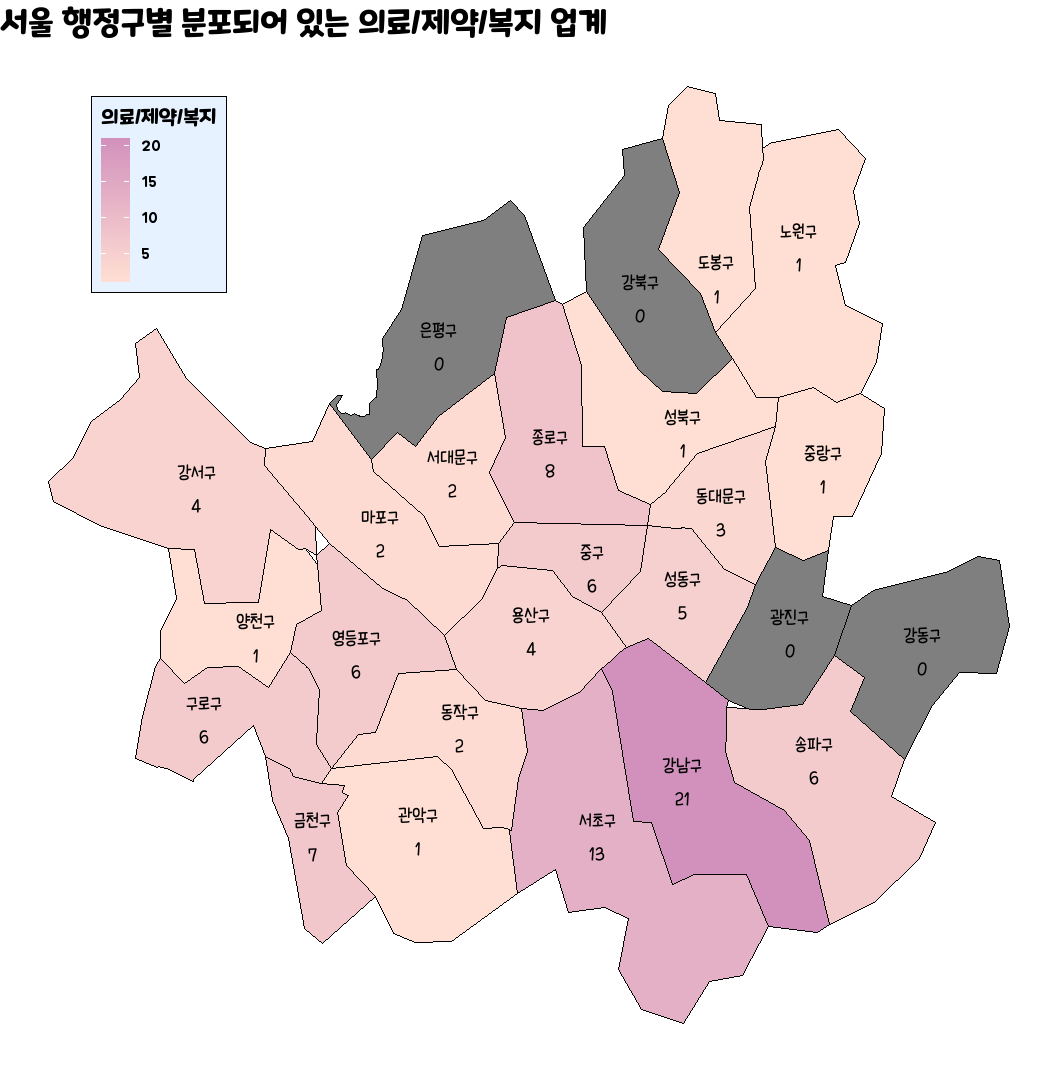 서울 행정구별 분포되어 있는 의료/제약/복지 업계
의료/제약/복지
20
15
10
5
노원구
1
도봉구
1
강북구
0
은평구
0
성북구
1
종로구
8
서대문구
2
중랑구
1
강서구
4
동대문구
3
마포구
2
중구
6
성동구
5
용산구
4
광진구
0
강동구
0
양천구
1
영등포구
6
구로구
6
동작구
2
송파구
6
강남구
21
관악구
1
서초구
13
금천구
7